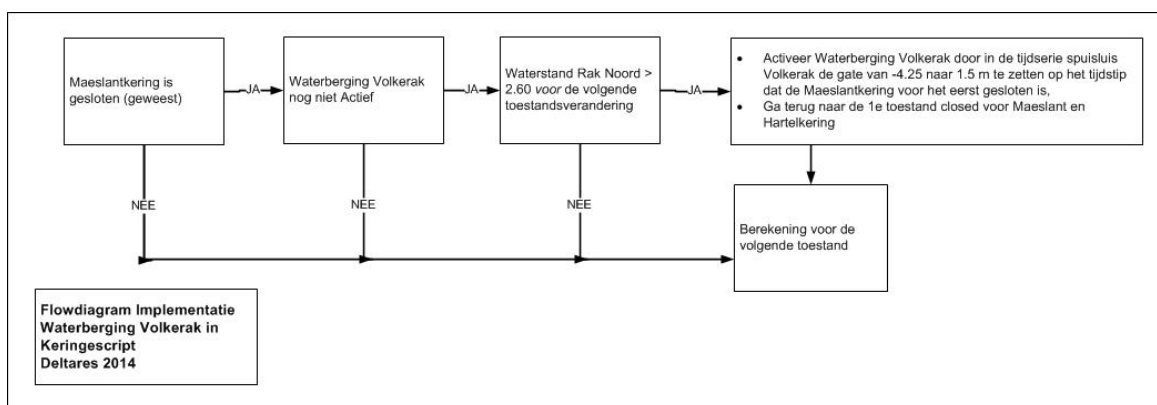 Maeslantkering is
gesloten (geweest)
JA
Waterberging Volkerak
nog niet Actief
JA
Waterstand Rak Noord >
2.60 voor de volgende
toestandsverandering
JA
• Activeer Waterberging Volkerak door in de tijdserie spuisluis
Volkerak de gate van -4.25 naar 1.5 m te zetten op het tijdstip
dat de Maeslantkering voor het eerst gesloten is,
• Ga terug naar de 1e toestand closed voor Maeslant en
Hartelkering
NEE
NEE
NEE
Berekening voor de
volgende toestand
Flowdiagram Implementatie
Waterberging Volkerak in
Keringescript
Deltares 2014